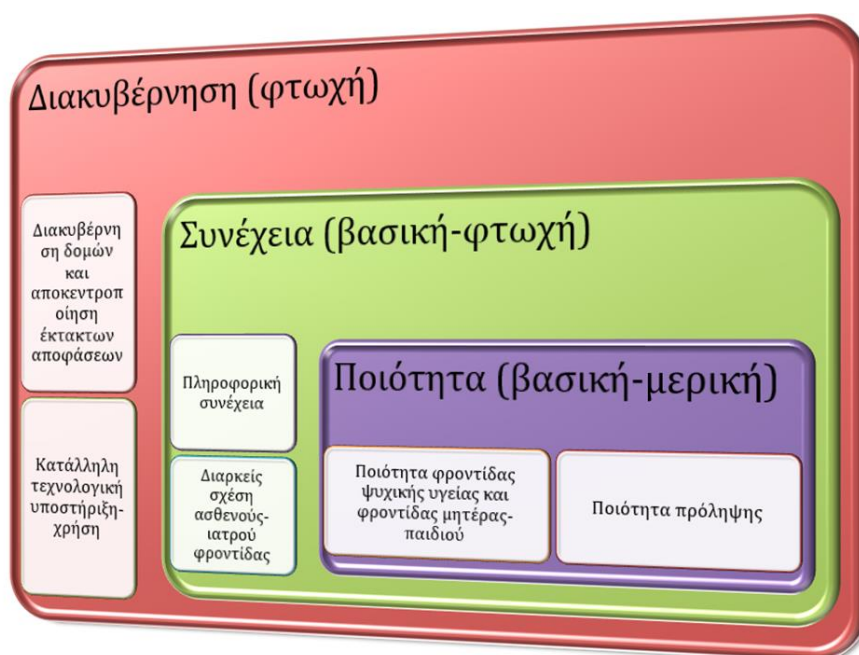 Διακυβέρνηση (φτωχή)
Διακυβέρνη
ση δομών
και
αποκεντροπ
οίηση
έκτακτων
αποφάσεων
Κατάλληλη
τεχνολογική
υποστήριξη-
χρήση
Συνέχεια (βασική-φτωχή)
Πληροφορική
συνέχεια
Διαρκείς
σχέση
ασθενούς-
ιατρού
φροντίδας
Ποιότητα (βασική-μερική)
Ποιότητα φροντίδας
ψυχικής υγείας και
φροντίδας μητέρας-
παιδιού
Ποιότητα πρόληψης